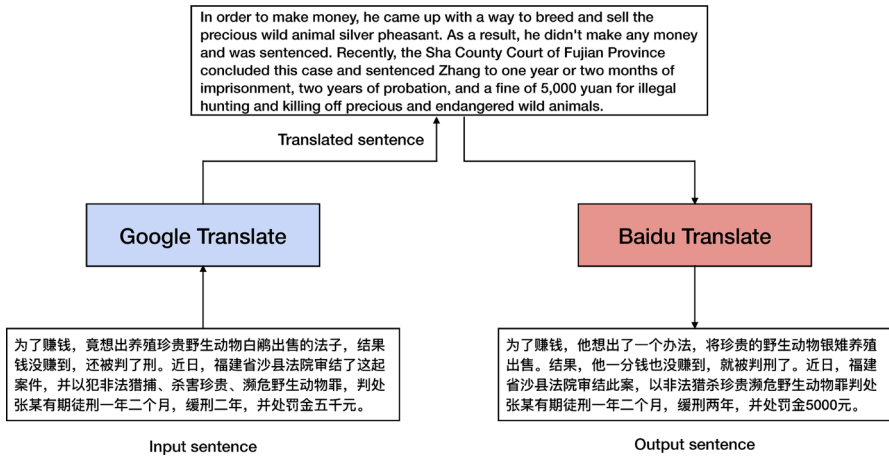 In order to make money, he came up with a way to breed and sell the
precious wild animal silver pheasant. As a result, he didn't make any money
and was sentenced. Recently, the Sha County Court of Fujian Province
concluded this case and sentenced Zhang to one year or two months of
imprisonment, two years of probation, and a fine of 5,000 yuan for illegal
hunting and killing off precious and endangered wild animals.
Translated sentence
Google Translate
Baidu Translate
为了赚钱，竟想出养殖珍贵野生动物白鹇出售的法子，结果
钱没赚到，还被判了刑。近日，福建省沙县法院审结了这起
案件，并以犯非法猎捕、杀害珍贵、濒危野生动物罪，判处
张某有期徒刑一年二个月，缓刑二年，并处罚金五千元。
Input sentence
为了赚钱，他想出了一个办法，将珍贵的野生动物银雉养殖
出售。结果，他一分钱也没赚到，就被判刑了。近日，福建
省沙县法院审结此案，以非法猎杀珍贵濒危野生动物罪判处
张某有期徒刑一年二个月，缓刑两年，并处罚金5000元。
Output sentence